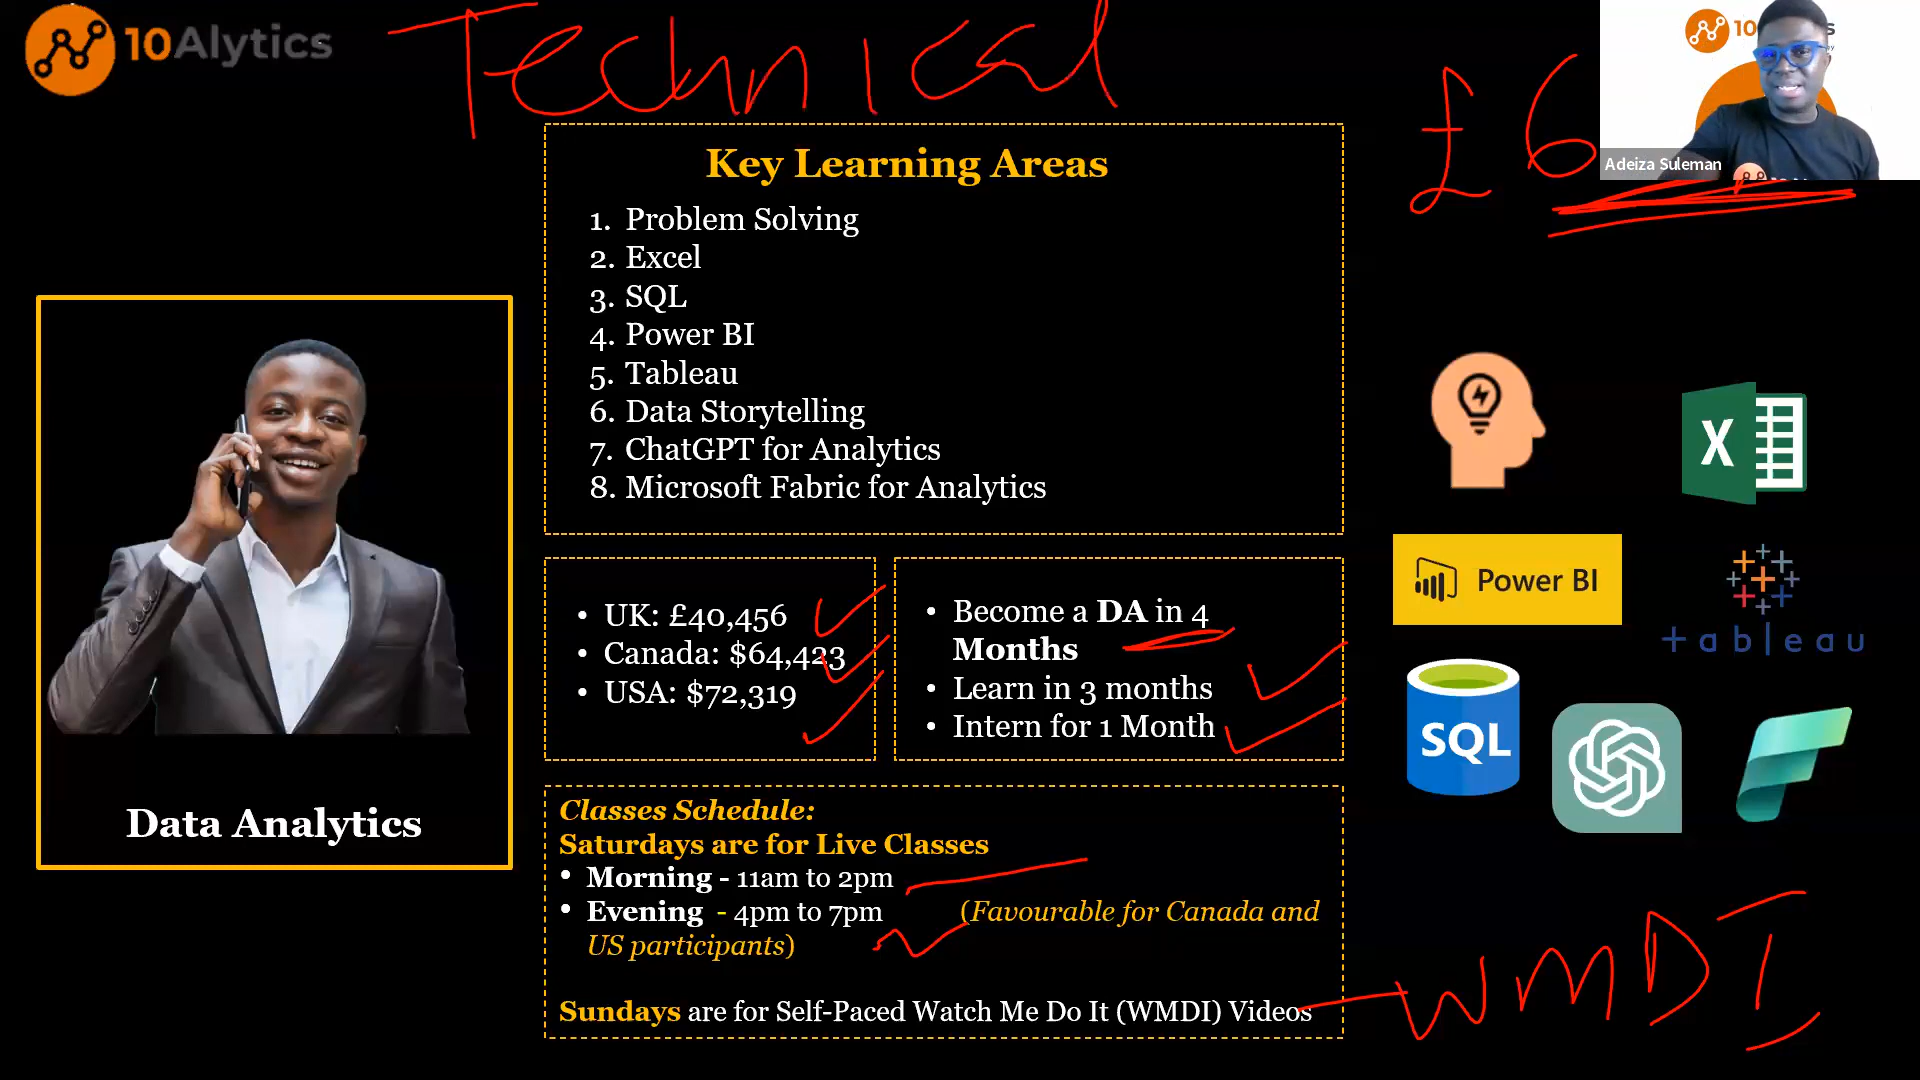 10Alytics
Technical
£6
10
Adeiza Suleman
Key Learning Areas
1. Problem Solving
2. Excel
3. SQL
4. Power BI
5. Tableau
6. Data Storytelling
7. ChatGPT for Analytics
8. Microsoft Fabric for Analytics
Data Analytics
• UK: £40,456
• Canada: $64,423
• USA: $72,319
• Become a DA in 4
Months
• Learn in 3 months
• Intern for 1 Month
Classes Schedule:
Saturdays are for Live Classes
• Morning - 11am to 2pm
• Evening - 4pm to 7pm (Favourable for Canada and
US participants)
Sundays are for Self-Paced Watch Me Do It (WMDI) Videos
X
Power BI
+ a b l e a u
SQL
WMDI